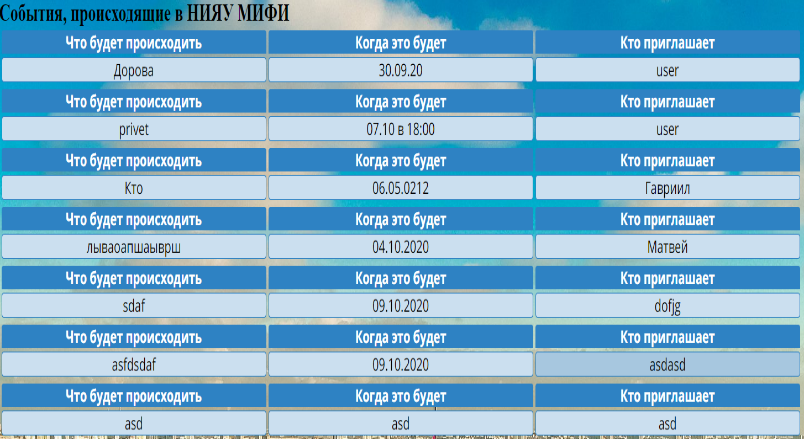 События, происходящие в НИЯУ МИФИ
Что будет происходить Когда это будет Кто приглашает
Дорова 30.09.20 user
Что будет происходить Когда это будет Кто приглашает
privet 07.10 в 18:00 user
Что будет происходить Когда это будет Кто приглашает
Кто 06.05.0212 Гавриил
Что будет происходить Когда это будет Кто приглашает
лываоапшаыврш 04.10.2020 Матвей
Что будет происходить Когда это будет Кто приглашает
sdaf 09.10.2020 dofjg
Что будет происходить Когда это будет Кто приглашает
asfdsdaf 09.10.2020 asdasd
Что будет происходить Когда это будет Кто приглашает
asd asd asd